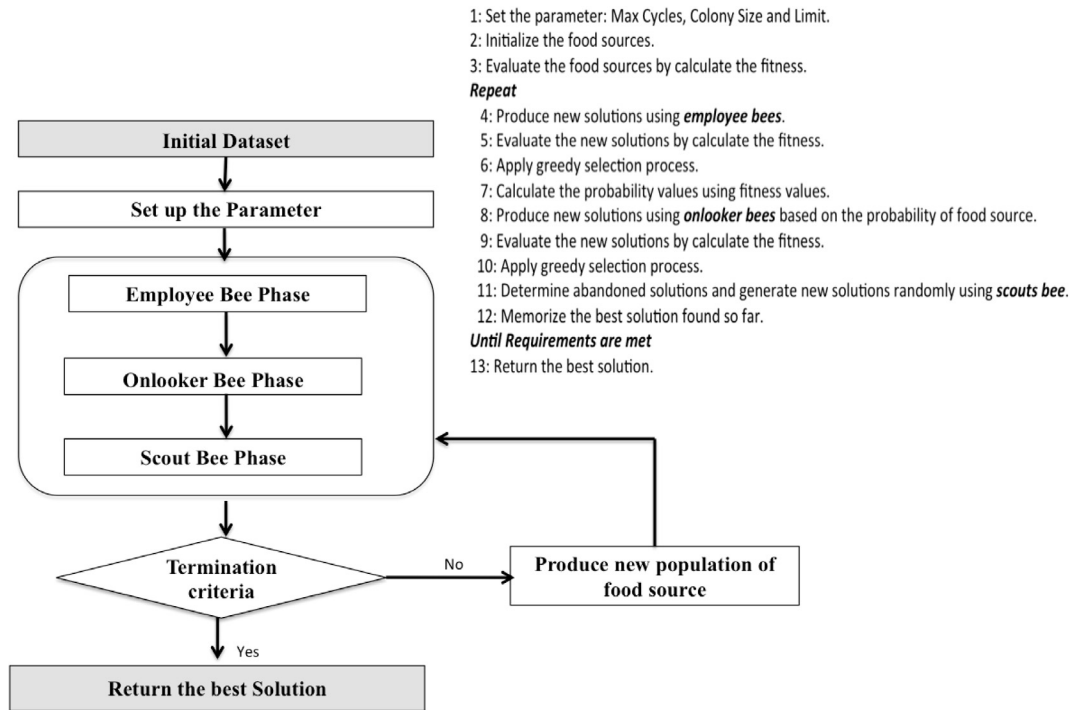 1: Set the parameter: Max Cycles, Colony Size and Limit.
2: Initialize the food sources.
3: Evaluate the food sources by calculate the fitness.
Repeat
4: Produce new solutions using employee bees.
5: Evaluate the new solutions by calculate the fitness.
6: Apply greedy selection process.
7: Calculate the probability values using fitness values.
8: Produce new solutions using onlooker bees based on the probability of food source.
9: Evaluate the new solutions by calculate the fitness.
10: Apply greedy selection process.
11: Determine abandoned solutions and generate new solutions randomly using scouts bee.
12: Memorize the best solution found so far.
Until Requirements are met
13: Return the best solution.
Initial Dataset
Set up the Parameter
Employee Bee Phase
Onlooker Bee Phase
Scout Bee Phase
Termination
criteria
No
Produce new population of
food source
Yes
Return the best Solution